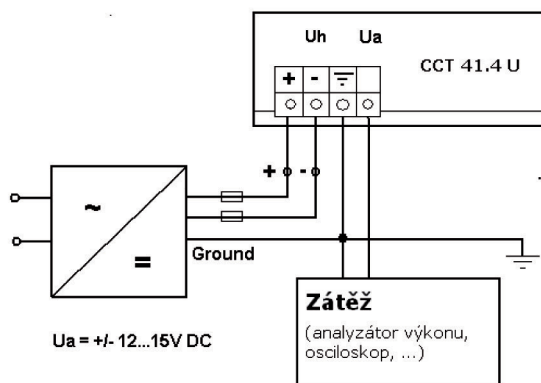 Uh Ua
CCT 41.4 U
+ -
+ -
~
=
Ground
Zátěž
(analyzátor výkonu,
osciloskop, ...)
Ua = +/- 12...15V DC